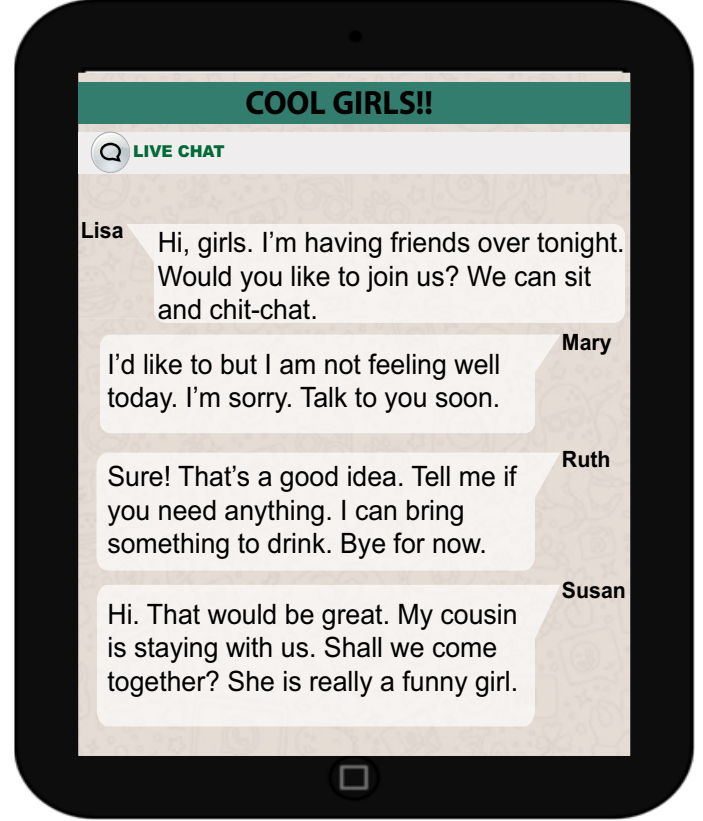 COOL GIRLS!!
LIVE CHAT
Lisa
Hi, girls. I'm having friends over tonight.
Would you like to join us? We can sit
and chit-chat.
Mary
I'd like to but I am not feeling well
today. I'm sorry. Talk to you soon.
Ruth
Sure! That's a good idea. Tell me if
you need anything. I can bring
something to drink. Bye for now.
Susan
Hi. That would be great. My cousin
is staying with us. Shall we come
together? She is really a funny girl.